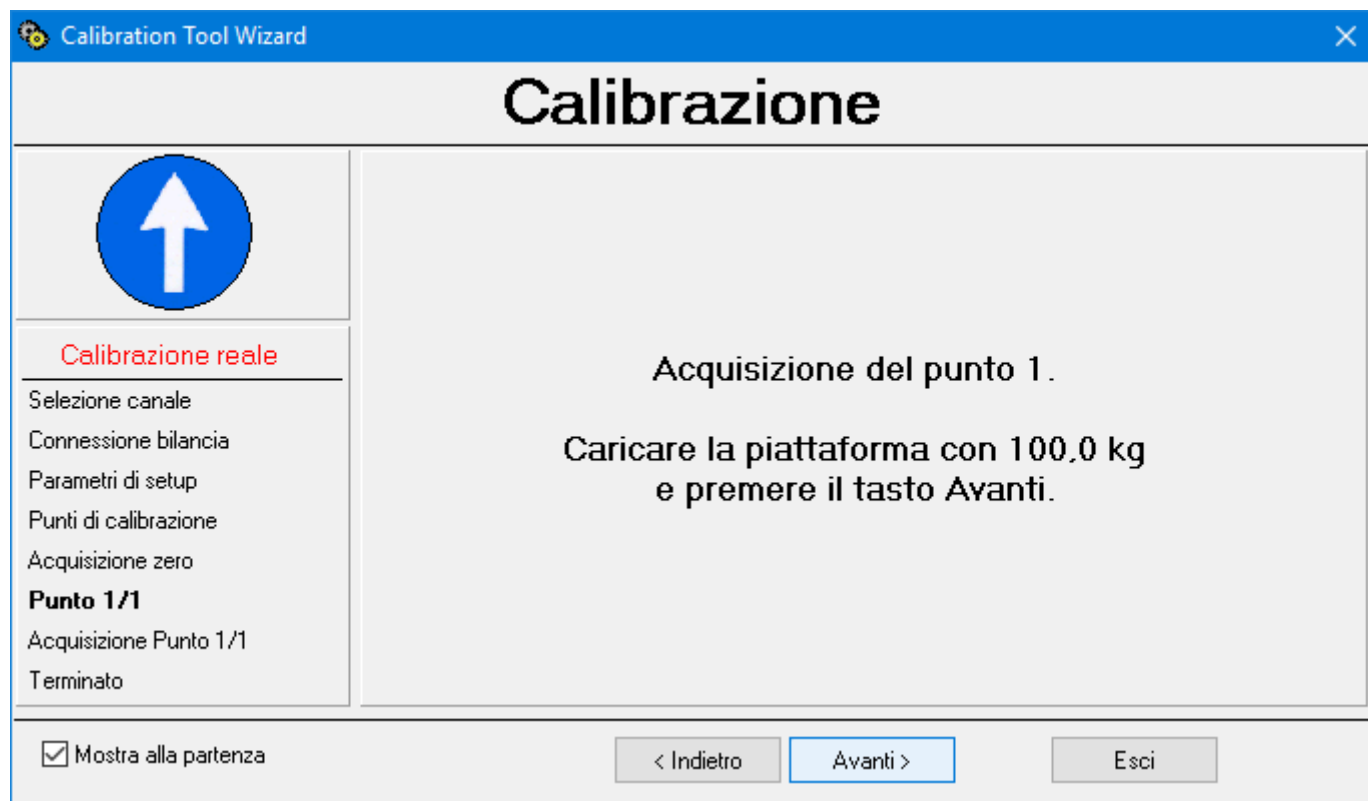 Calibration Tool Wizard
Calibrazione
Calibrazione reale
Selezione canale
Connessione bilancia
Parametri di setup
Punti di calibrazione
Acquisizione zero
Punto 1/1
Acquisizione Punto 1/1
Terminato
Acquisizione del punto 1.
Caricare la piattaforma con 100,0 kg
e premere il tasto Avanti.
Mostra alla partenza
< Indietro
Avanti >
Esci